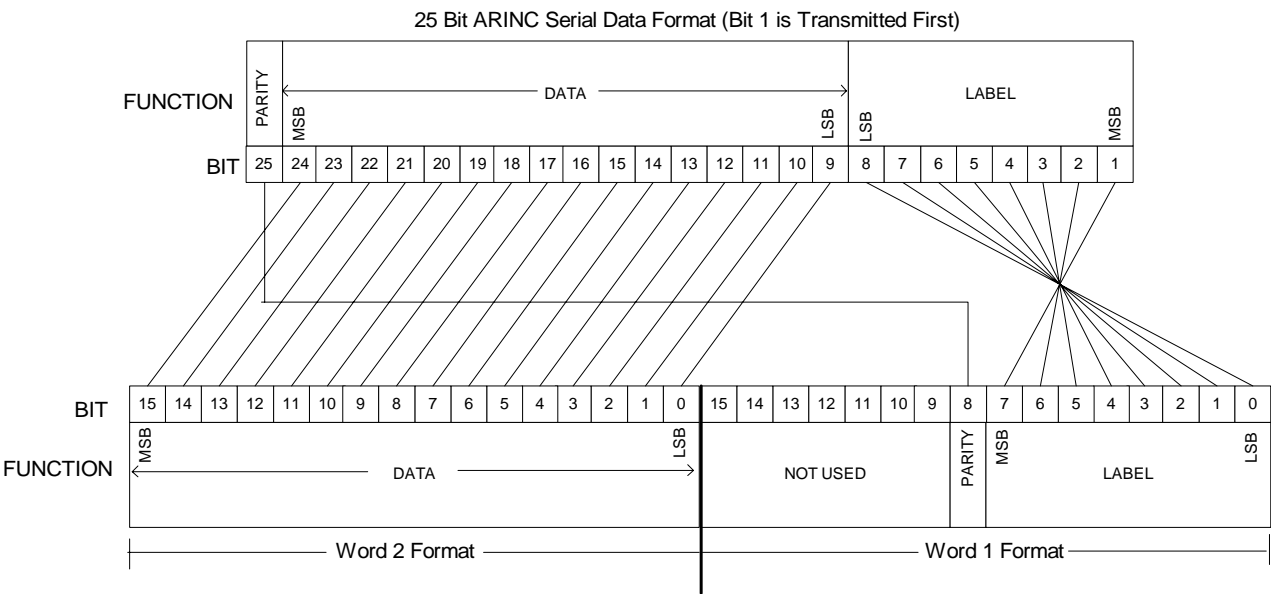 25 Bit ARINC Serial Data Format (Bit 1 is Transmitted First)
FUNCTION
PARITY
MSB
DATA
LSB
LSB
LABEL
MSB
BIT
25 24 23 22 21 20 19 18 17 16 15 14 13 12 11 10 9 8 7 6 5 4 3 2 1
BIT
15 14 13 12 11 10 9 8 7 6 5 4 3 2 1 0 15 14 13 12 11 10 9 8 7 6 5 4 3 2 1 0
FUNCTION
MSB
DATA
LSB
NOT USED
PARITY
MSB
LABEL
LSB
Word 2 Format
Word 1 Format